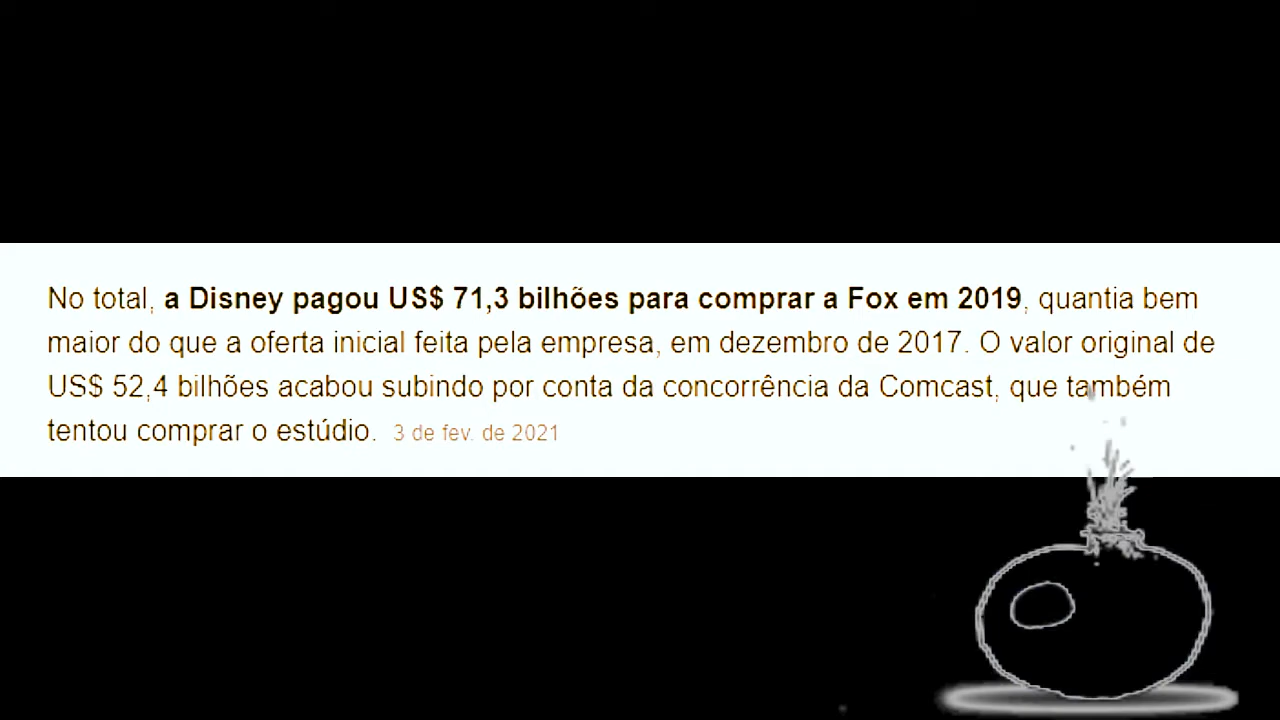 No total, a Disney pagou US$ 71,3 bilhões para comprar a Fox em 2019, quantia bem
maior do que a oferta inicial feita pela empresa, em dezembro de 2017. O valor original de
US$ 52,4 bilhões acabou subindo por conta da concorrência da Comcast, que também
tentou comprar o estúdio. 3 de fev. de 2021